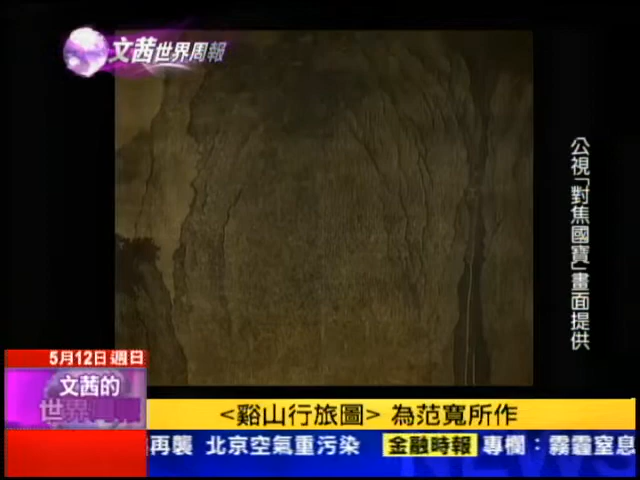 文茜世界周報
公視「對焦國寶」畫面提供
5月12日 週日
文茜的
世界周報
<谿山行旅圖> 為范寬所作
再襲 北京空氣重污染 金融時報 專欄：霧霾窒息
NEWS